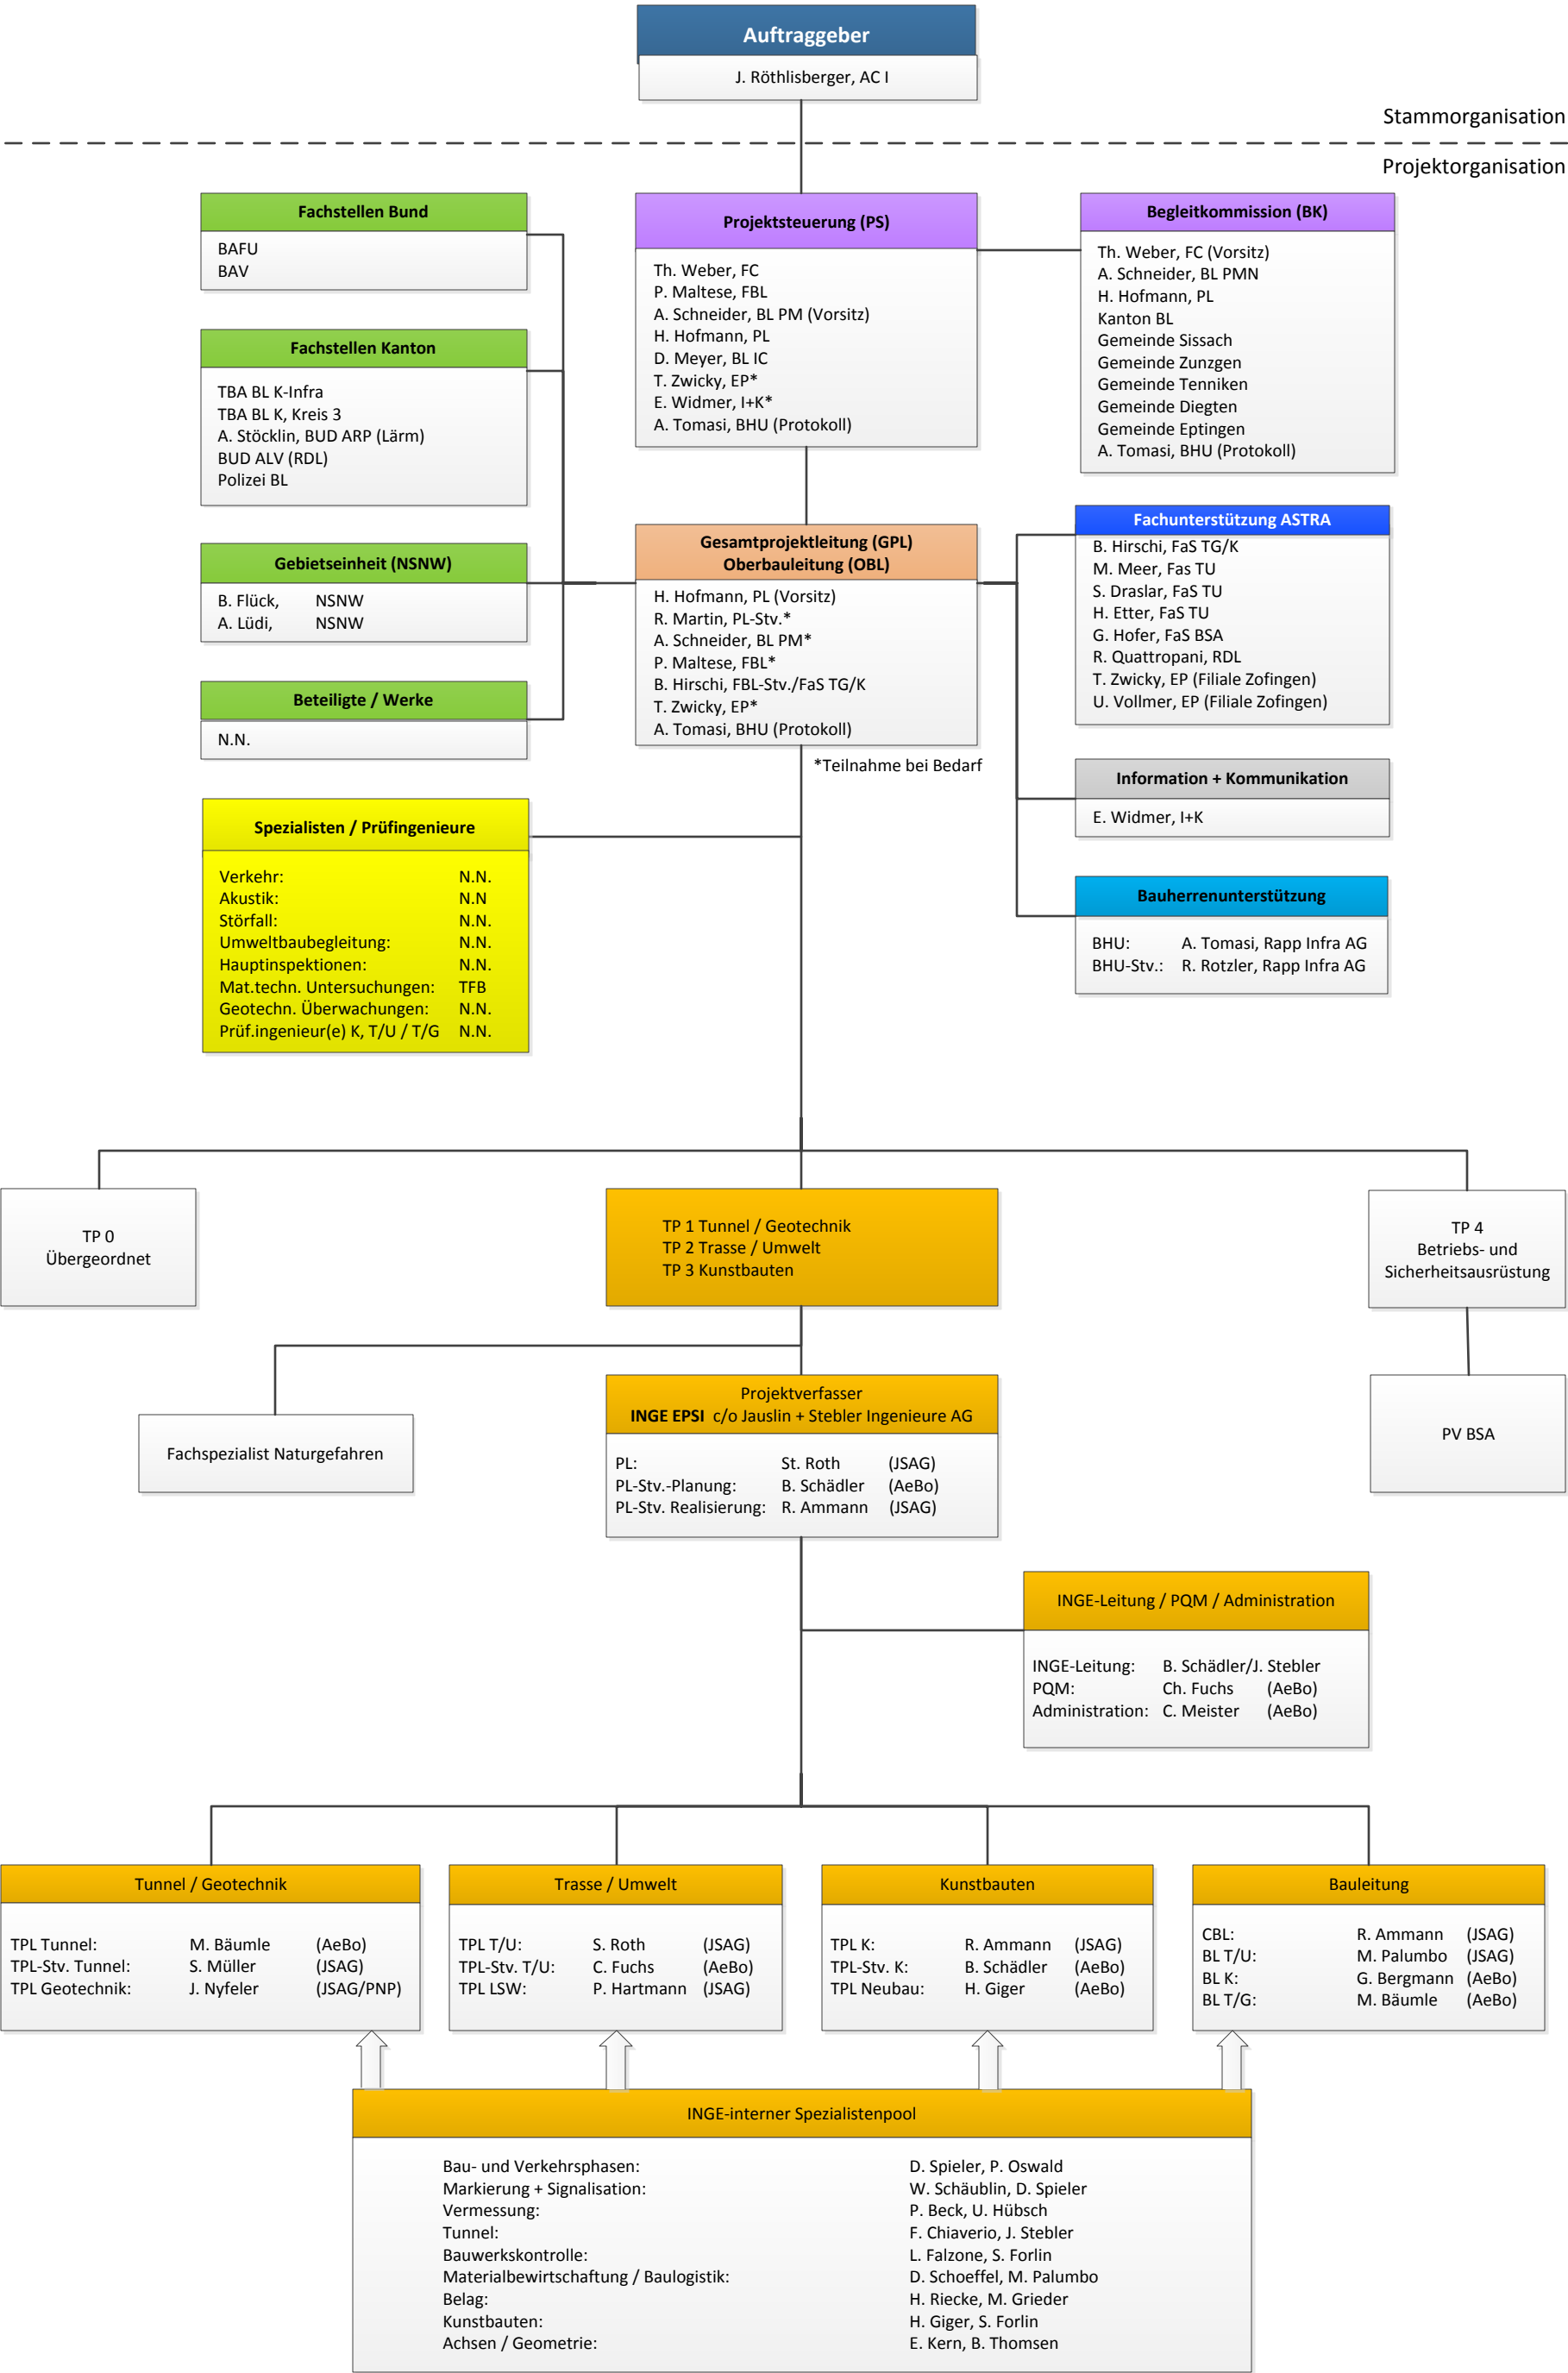 Auftraggeber
J. Röthlisberger, AC I
Stammorganisation
Projektorganisation
Fachstellen Bund
BAFU
BAV
Fachstellen Kanton
TBA BL K-Infra
TBA BL K, Kreis 3
A. Stöcklin, BUD ARP (Lärm)
BUD ALV (RDL)
Polizei BL
Gebietseinheit (NSNW)
B. Flück, NSNW
A. Lüdi, NSNW
Beteiligte / Werke
N.N.
Projektsteuerung (PS)
Th. Weber, FC
P. Maltese, FBL
A. Schneider, BL PM (Vorsitz)
H. Hofmann, PL
D. Meyer, BL IC
T. Zwicky, EP*
E. Widmer, I+K*
A. Tomasi, BHU (Protokoll)
Begleitkommission (BK)
Th. Weber, FC (Vorsitz)
A. Schneider, BL PMN
H. Hofmann, PL
Kanton BL
Gemeinde Sissach
Gemeinde Zunzgen
Gemeinde Tenniken
Gemeinde Diegten
Gemeinde Eptingen
A. Tomasi, BHU (Protokoll)
Gesamtprojektleitung (GPL)
Oberbauleitung (OBL)
H. Hofmann, PL (Vorsitz)
R. Martin, PL-Stv.*
A. Schneider, BL PM*
P. Maltese, FBL*
B. Hirschi, FBL-Stv./FaS TG/K
T. Zwicky, EP*
A. Tomasi, BHU (Protokoll)
*Teilnahme bei Bedarf
Fachunterstützung ASTRA
B. Hirschi, FaS TG/K
M. Meer, Fas TU
S. Draslar, FaS TU
H. Etter, FaS TU
G. Hofer, FaS BSA
R. Quattropani, RDL
T. Zwicky, EP (Filiale Zofingen)
U. Vollmer, EP (Filiale Zofingen)
Information + Kommunikation
E. Widmer, I+K
Bauherrenunterstützung
BHU: A. Tomasi, Rapp Infra AG
BHU-Stv.: R. Rotzler, Rapp Infra AG
Spezialisten / Prüfingenieure
Verkehr: N.N.
Akustik: N.N
Störfall: N.N.
Umweltbaubegleitung: N.N.
Hauptinspektionen: N.N.
Mat.techn. Untersuchungen: TFB
Geotechn. Überwachungen: N.N.
Prüf.ingenieur(e) K, T/U / T/G N.N.
TP 0
Übergeordnet
TP 1 Tunnel / Geotechnik
TP 2 Trasse / Umwelt
TP 3 Kunstbauten
TP 4
Betriebs- und
Sicherheitsausrüstung
Fachspezialist Naturgefahren
Projektverfasser
INGE EPSI c/o Jauslin + Stebler Ingenieure AG
PL: St. Roth (JSAG)
PL-Stv.-Planung: B. Schädler (AeBo)
PL-Stv. Realisierung: R. Ammann (JSAG)
PV BSA
INGE-Leitung / PQM / Administration
INGE-Leitung: B. Schädler/J. Stebler
PQM: Ch. Fuchs (AeBo)
Administration: C. Meister (AeBo)
Tunnel / Geotechnik
TPL Tunnel: M. Bäumle (AeBo)
TPL-Stv. Tunnel: S. Müller (JSAG)
TPL Geotechnik: J. Nyfeler (JSAG/PNP)
Trasse / Umwelt
TPL T/U: S. Roth (JSAG)
TPL-Stv. T/U: C. Fuchs (AeBo)
TPL LSW: P. Hartmann (JSAG)
Kunstbauten
TPL K: R. Ammann (JSAG)
TPL-Stv. K: B. Schädler (AeBo)
TPL Neubau: H. Giger (AeBo)
Bauleitung
CBL: R. Ammann (JSAG)
BL T/U: M. Palumbo (JSAG)
BL K: G. Bergmann (AeBo)
BL T/G: M. Bäumle (AeBo)
INGE-interner Spezialistenpool
Bau- und Verkehrsphasen: D. Spieler, P. Oswald
Markierung + Signalisation: W. Schäublin, D. Spieler
Vermessung: P. Beck, U. Hübsch
Tunnel: F. Chiaverio, J. Stebler
Bauwerkskontrolle: L. Falzone, S. Forlin
Materialbewirtschaftung / Baulogistik: D. Schoeffel, M. Palumbo
Belag: H. Riecke, M. Grieder
Kunstbauten: H. Giger, S. Forlin
Achsen / Geometrie: E. Kern, B. Thomsen